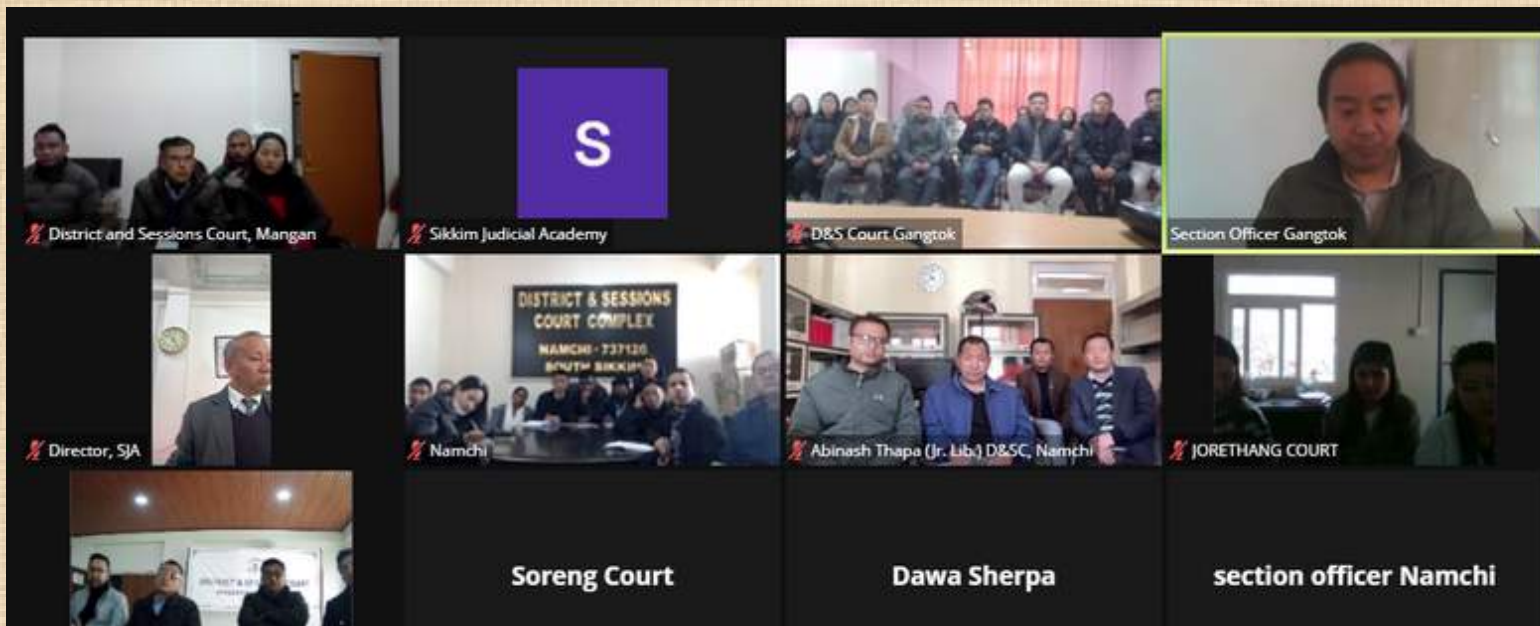 District and Sessions Court, Mangan
S
Sikkim Judicial Academy
D&S Court Gangtok
Section Officer Gangtok
Director, SJA
DISTRICT & SESSIONS
COURT COMPLEX
NAMCHI - 737126
SOUTH SIKKIM
Namchi
Abinash Thapa (Jr. Lib.) D&SC, Namchi
JORETHANG COURT
DISTRICT &
Soreng Court
Dawa Sherpa
section officer Namchi